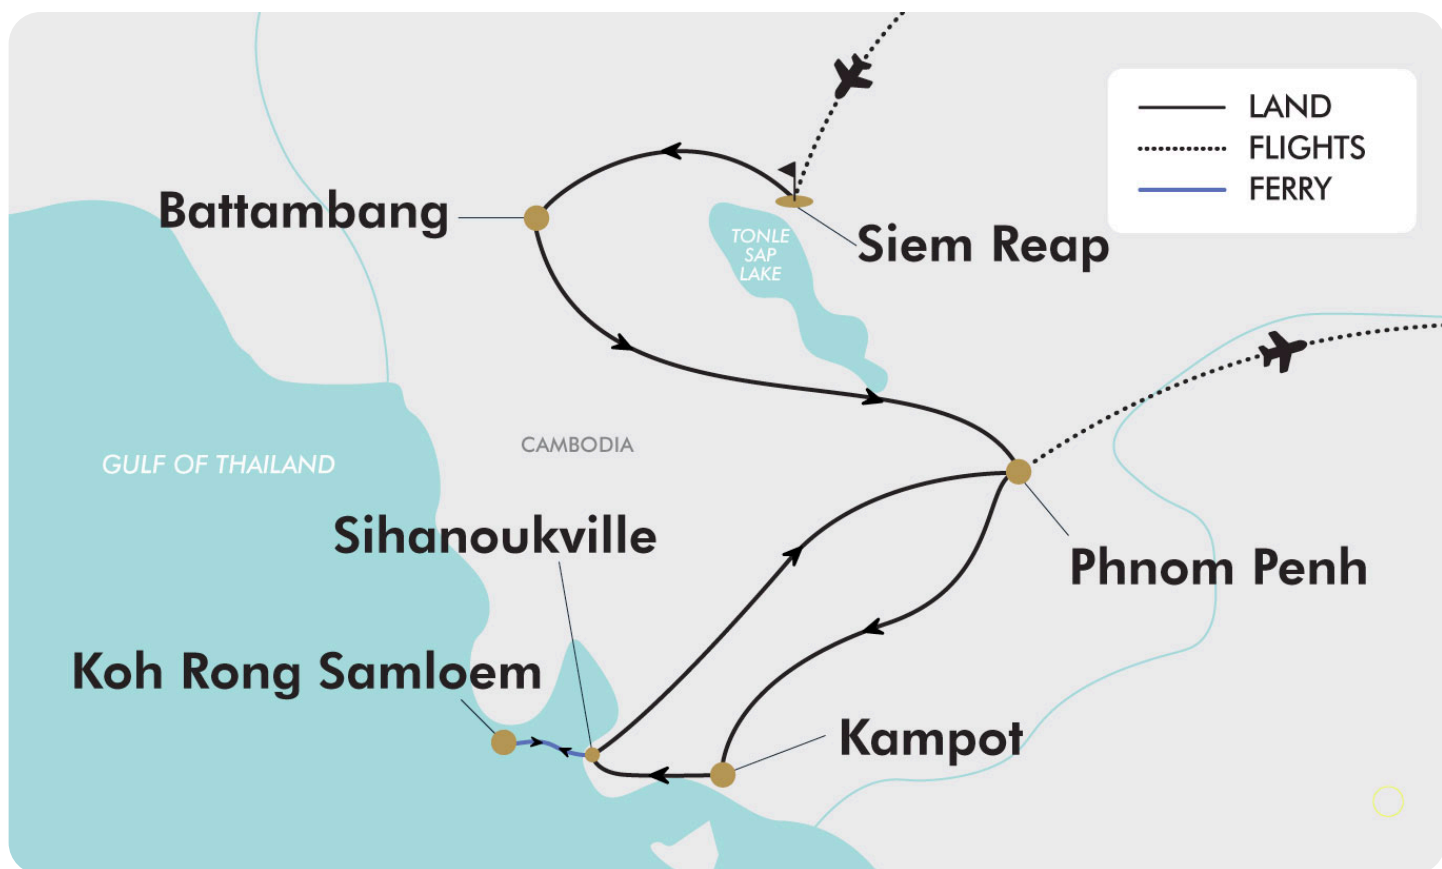 LAND
FLIGHTS
FERRY
Battambang
Siem Reap
TONLE
SAP
LAKE
CAMBODIA
GULF OF THAILAND
Sihanoukville
Phnom Penh
Koh Rong Samloem
Kampot